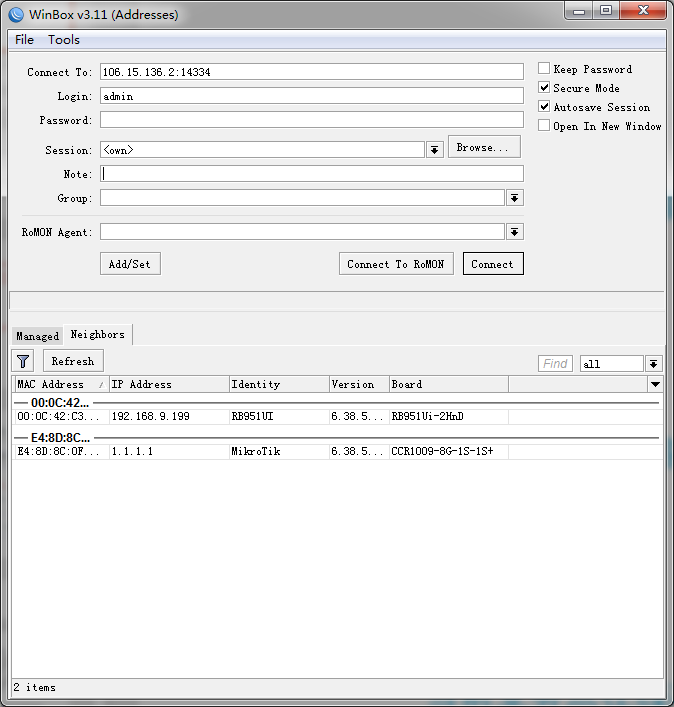 WinBox v3.11 (Addresses)
File Tools
Connect To: 106.15.136.2:14334
Keep Password
Secure Mode
Login: admin
Autosave Session
Password:
Open In New Window
Session: <own> Browse...
Note:
Group:
RoMON Agent:
Add/Set Connect To RoMON Connect
Managed Neighbors
Refresh Find all
MAC Address IP Address Identity Version Board
00:0C:42...
00:0C:42:C3... 192.168.9.199 RB951UI 6.38.5... RB951Ui-2HnD
E4:8D:8C...
E4:8D:8C:0F... 1.1.1.1 MikroTik 6.38.5... CCR1009-8G-1S-1S+
2 items